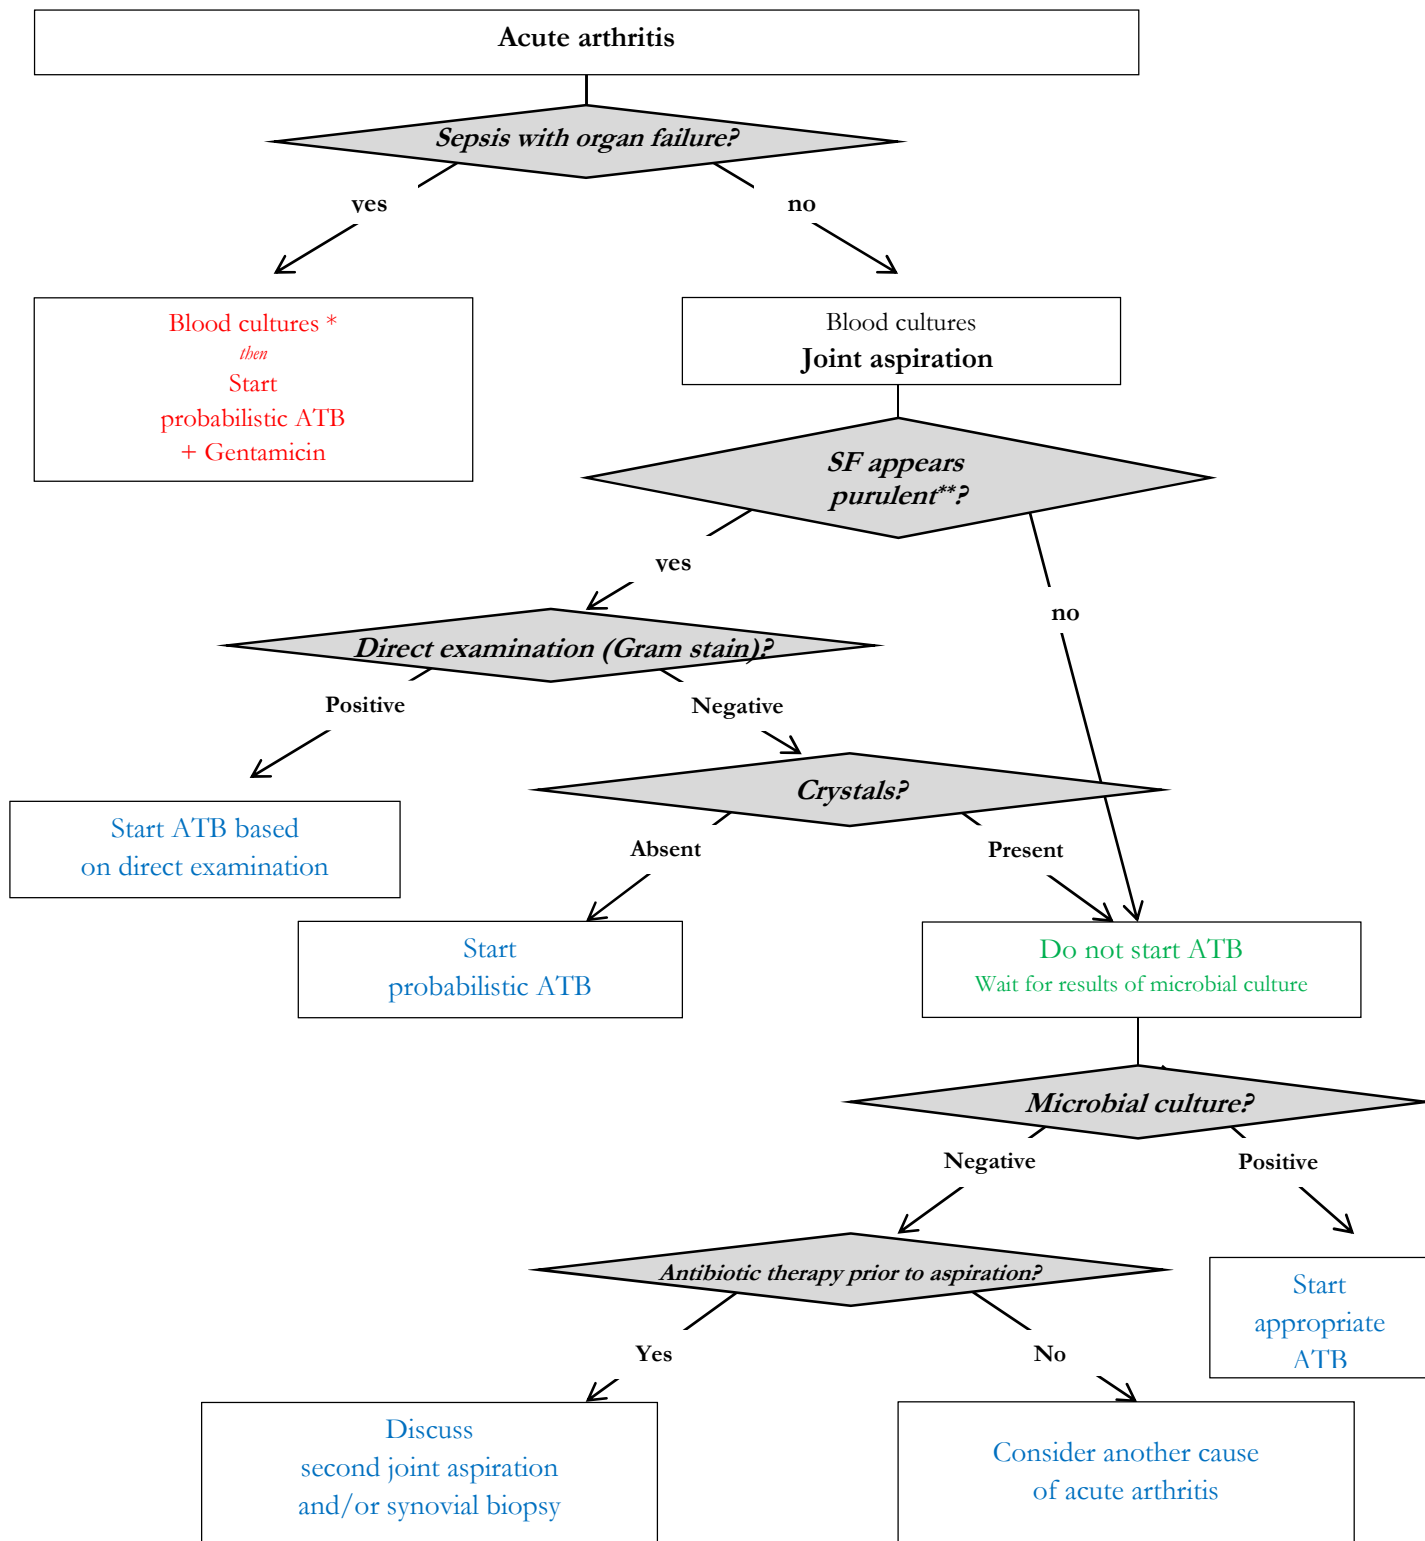 Acute arthritis
Sepsis with organ failure?
yes
no
Blood cultures *
then
Start
probabilistic ATB
+ Gentamicin
Blood cultures
Joint aspiration
SF appears
purulent**?
yes
no
Direct examination (Gram stain)?
Positive
Negative
Crystals?
Absent
Present
Start ATB based
on direct examination
Start
probabilistic ATB
Do not start ATB
Wait for results of microbial culture
Microbial culture?
Negative
Positive
Antibiotic therapy prior to aspiration?
Start
appropriate
ATB
Yes
No
Discuss
second joint aspiration
and/or synovial biopsy
Consider another cause
of acute arthritis